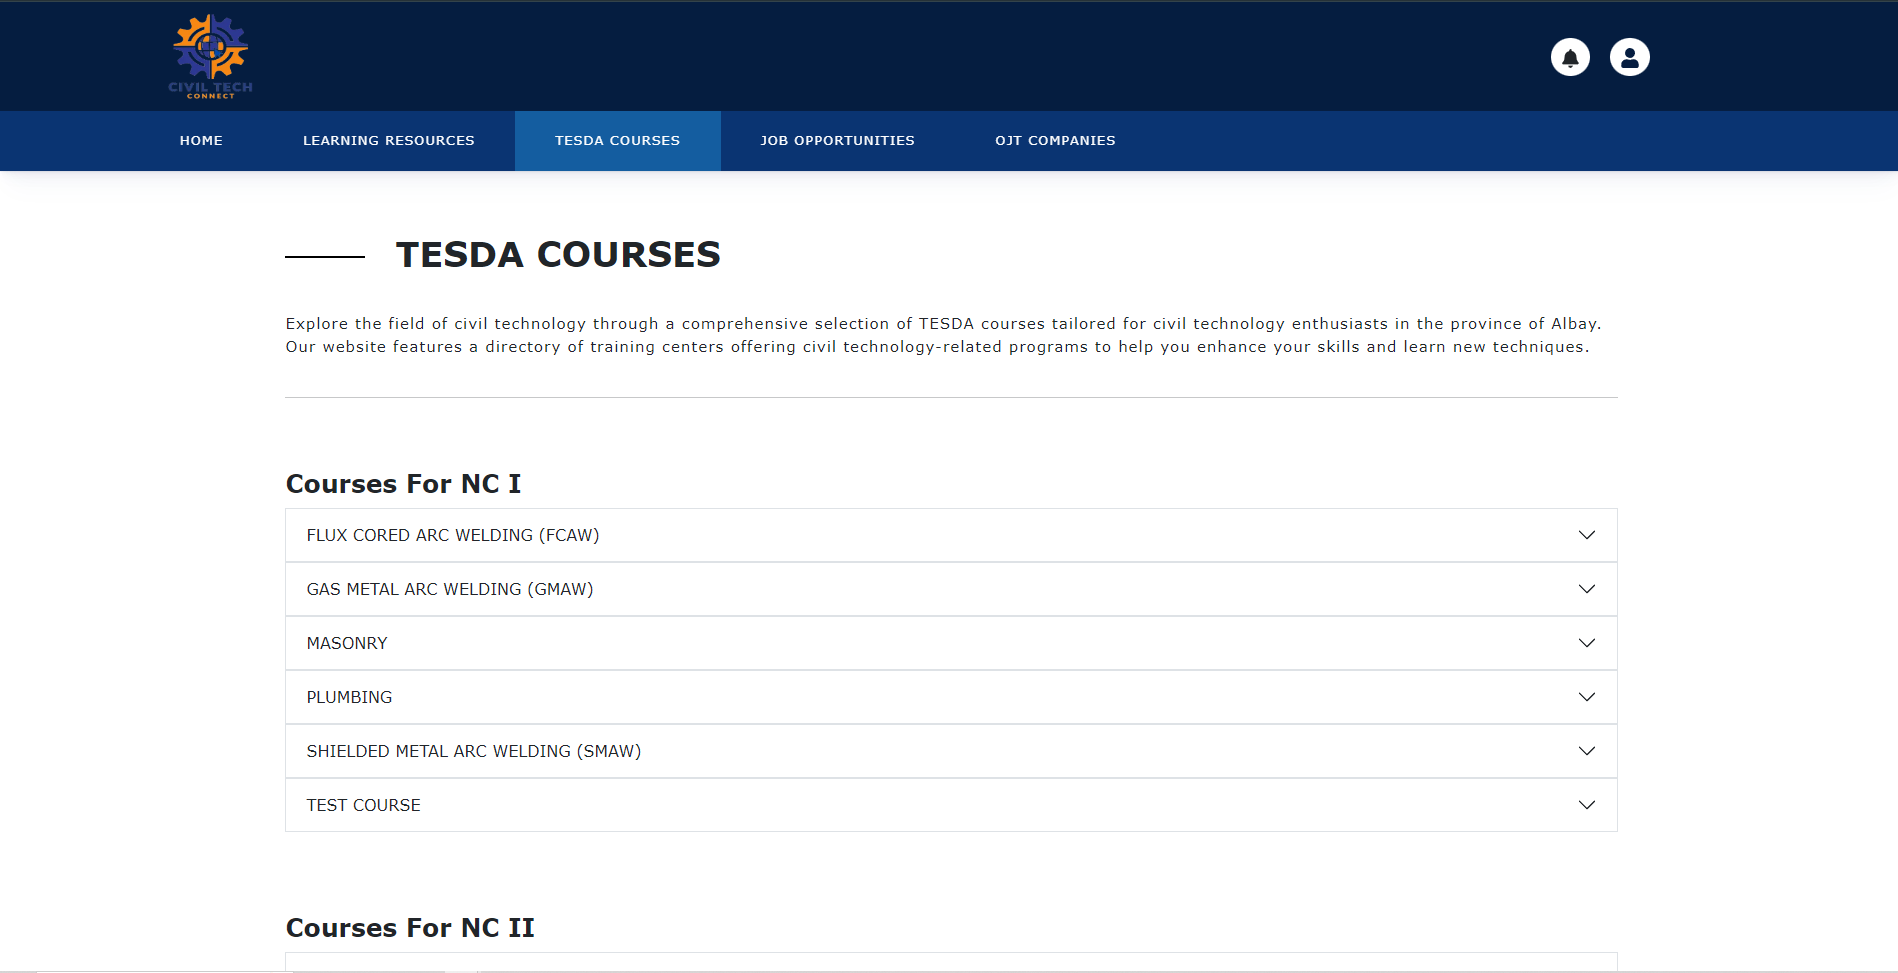 CIVIL TECH
CONNECT
HOME
LEARNING RESOURCES
TESDA COURSES
JOB OPPORTUNITIES
OJT COMPANIES
TESDA COURSES
Explore the field of civil technology through a comprehensive selection of TESDA courses tailored for civil technology enthusiasts in the province of Albay.
Our website features a directory of training centers offering civil technology-related programs to help you enhance your skills and learn new techniques.
Courses For NC I
FLUX CORED ARC WELDING (FCAW)
GAS METAL ARC WELDING (GMAW)
MASONRY
PLUMBING
SHIELDED METAL ARC WELDING (SMAW)
TEST COURSE
Courses For NC II